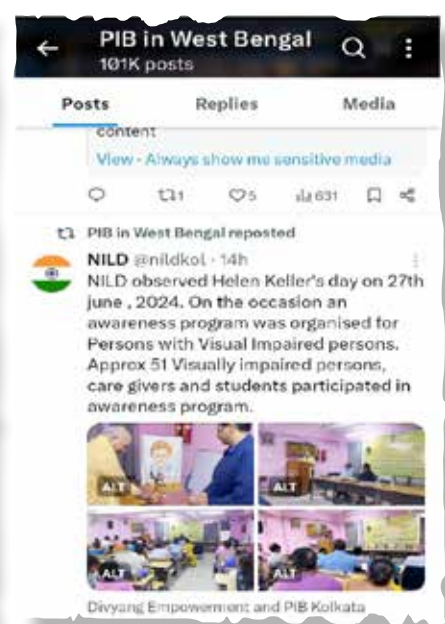 PIB in West Bengal
101K posts
Posts Replies Media
content
View · Always show me sensitive media
1 5 631
PIB in West Bengal reposted
NILD @nildkol · 14h
NILD observed Helen Keller's day on 27th
june , 2024. On the occasion an
awareness program was organised for
Persons with Visual Impaired persons.
Approx 51 Visually impaired persons,
care givers and students participated in
awareness program.
ALT ALT
ALT ALT
Divyang Empowerment and PIB Kolkata